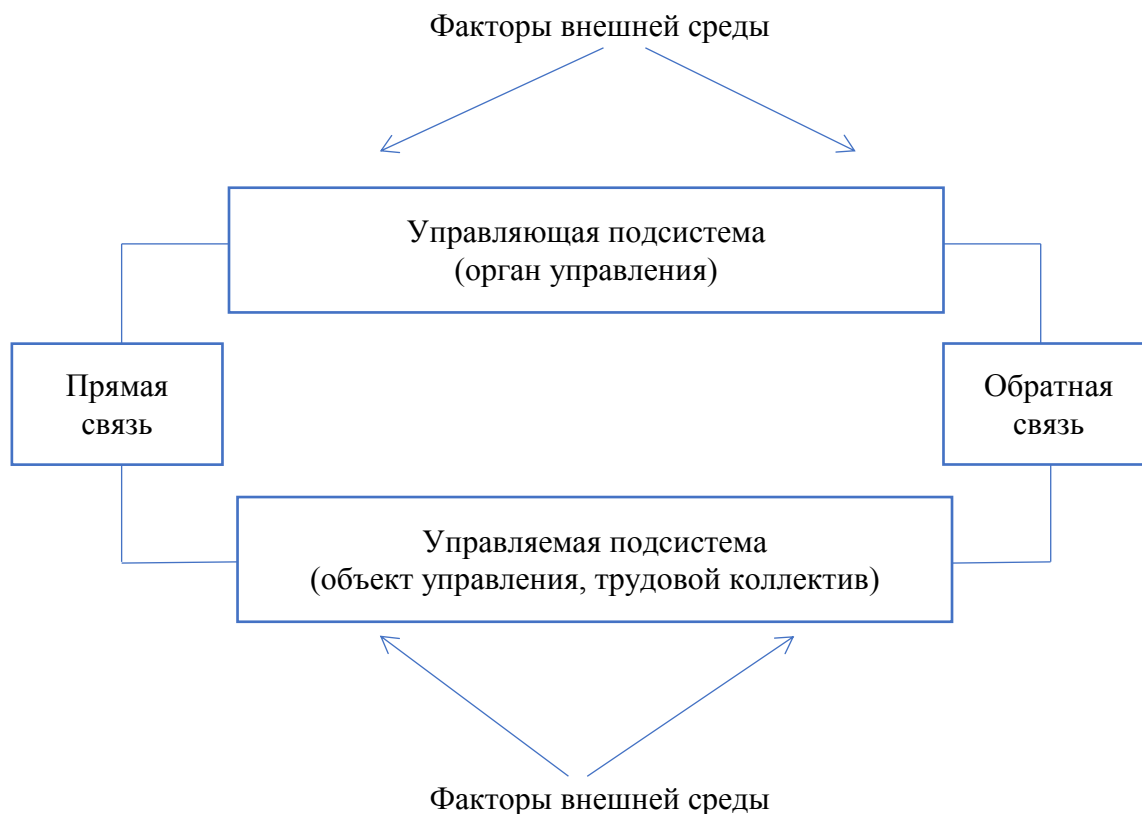 Факторы внешней среды
Управляющая подсистема
(орган управления)
Прямая
связь
Обратная
связь
Управляемая подсистема
(объект управления, трудовой коллектив)
Факторы внешней среды